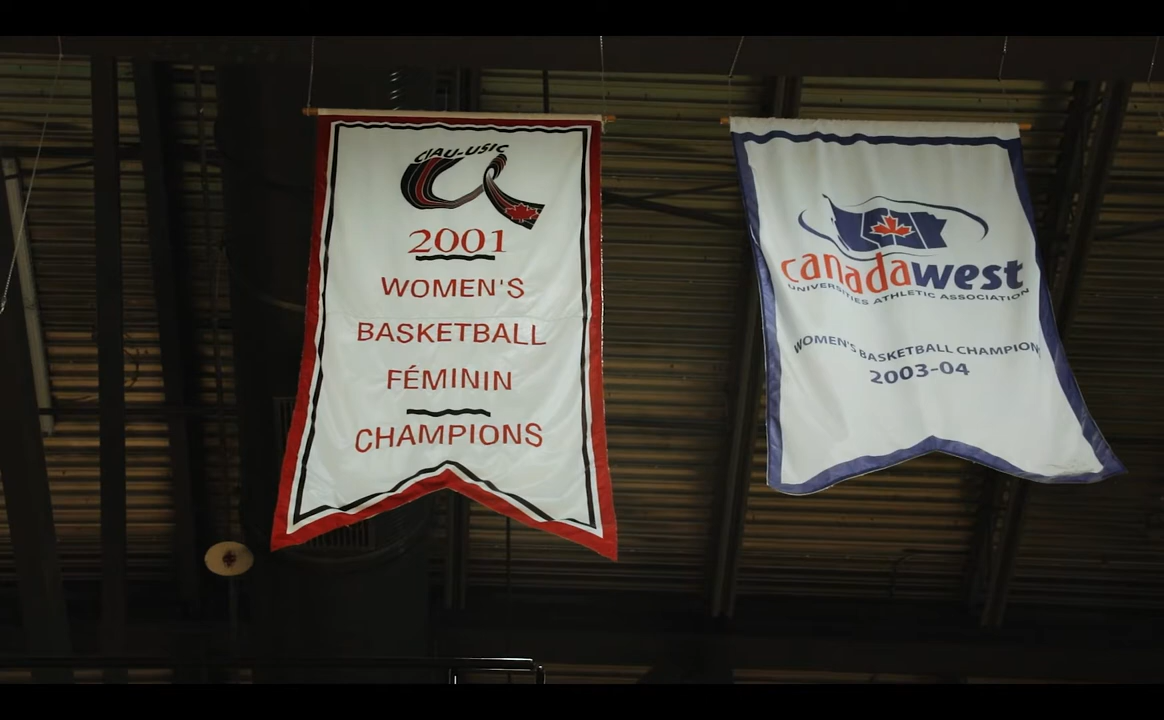 CIAU-USIC
2001
WOMEN'S
BASKETBALL
FÉMININ
CHAMPIONS
canadawest
UNIVERSITIES ATHLETIC ASSOCIATION
WOMEN'S BASKETBALL CHAMPIONS
2003-04